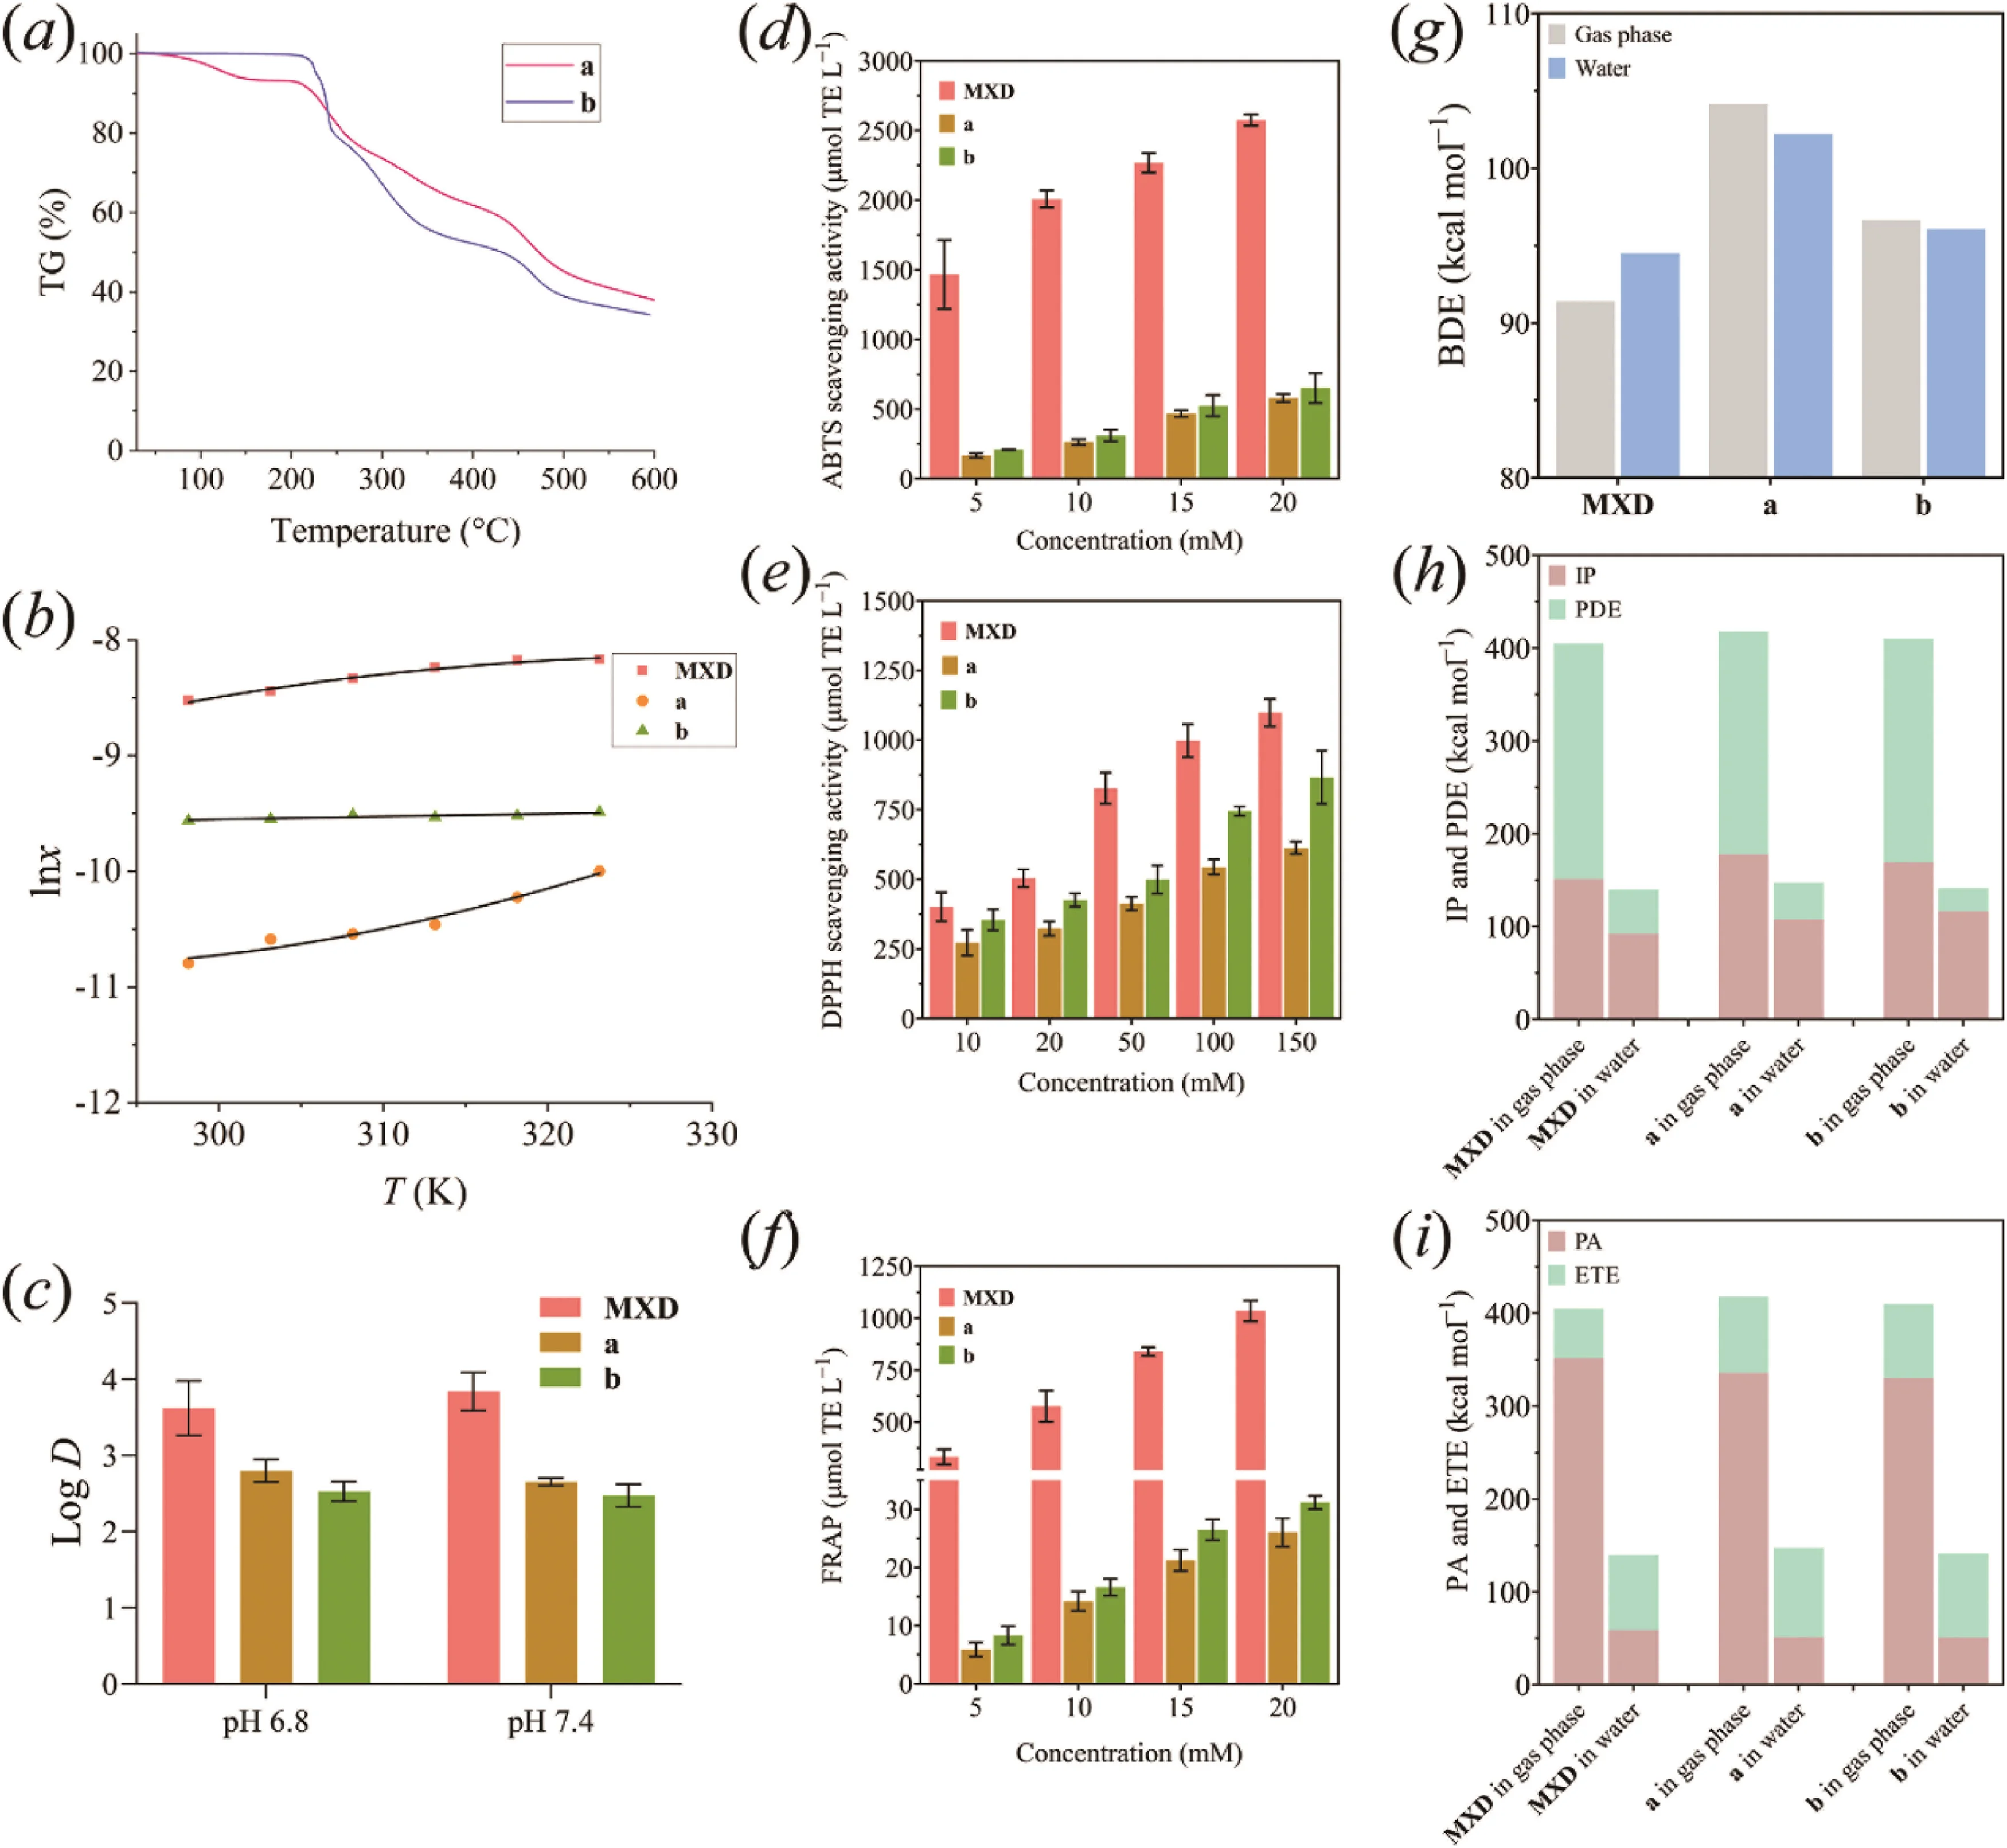 (a)
100
80
60
40
20
0
TG (%)
a
b
100 200 300 400 500 600
Temperature (°C)
(b)
-8
-9
-10
-11
-12
lnx
MXD
a
b
300 310 320 330
T (K)
(c)
5
4
3
2
1
0
Log D
MXD
a
b
pH 6.8 pH 7.4
(d)
3000
2500
2000
1500
1000
500
0
ABTS scavenging activity (μmol TE L−1)
MXD
a
b
5 10 15 20
Concentration (mM)
(e)
1500
1250
1000
750
500
250
0
DPPH scavenging activity (μmol TE L−1)
MXD
a
b
10 20 50 100 150
Concentration (mM)
(f)
1250
1000
750
500
30
20
10
0
FRAP (μmol TE L−1)
MXD
a
b
5 10 15 20
Concentration (mM)
(g)
110
100
90
80
BDE (kcal mol−1)
Gas phase
Water
MXD a b
(h)
500
400
300
200
100
0
IP and PDE (kcal mol−1)
IP
PDE
MXD in gas phase
MXD in water
a in gas phase
a in water
b in gas phase
b in water
(i)
500
400
300
200
100
0
PA and ETE (kcal mol−1)
PA
ETE
MXD in gas phase
MXD in water
a in gas phase
a in water
b in gas phase
b in water